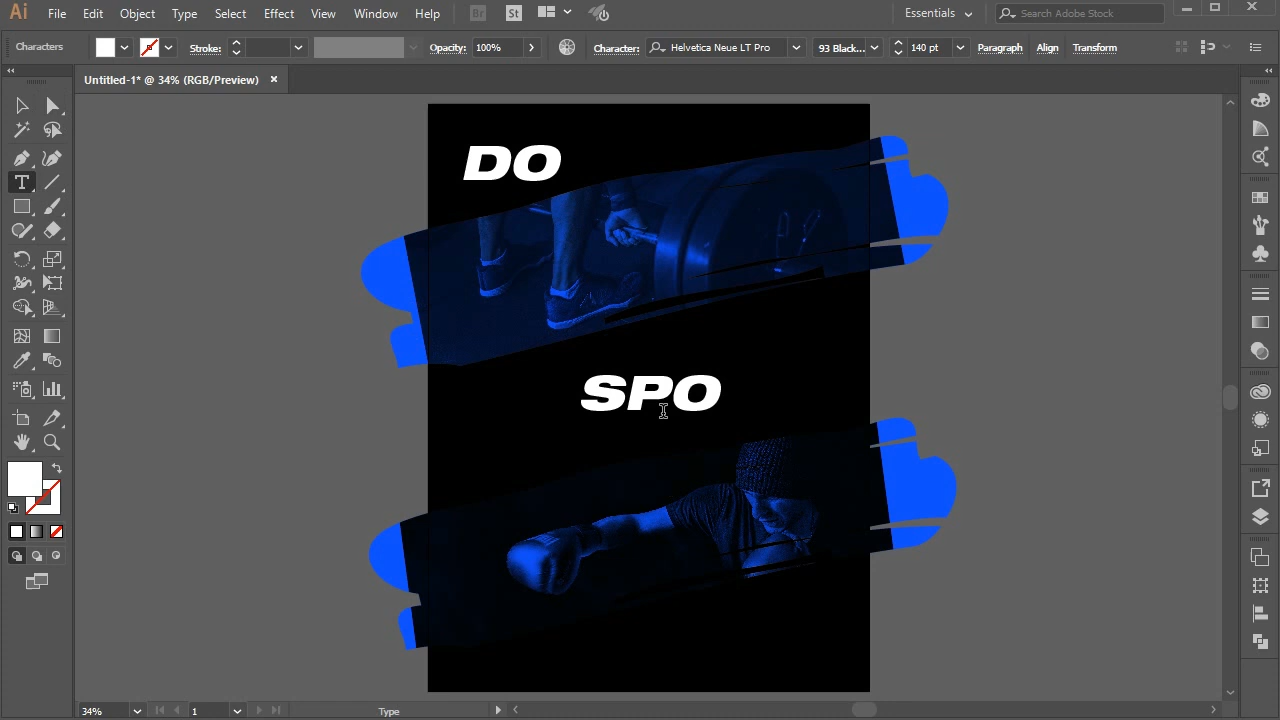 Ai File Edit Object Type Select Effect View Window Help Br St Essentials Search Adobe Stock
Characters Stroke: Opacity: 100% Character: Helvetica Neue LT Pro 93 Black... 140 pt Paragraph Align Transform
Untitled-1* @ 34% (RGB/Preview)
DO
SPO
34% 1 Type